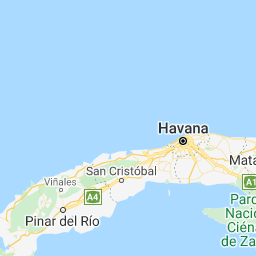 Havana
Mata
San Cristóbal
Viñales
A4
A1
Pinar del Río
Parq
Nacio
Ciéna
de Za